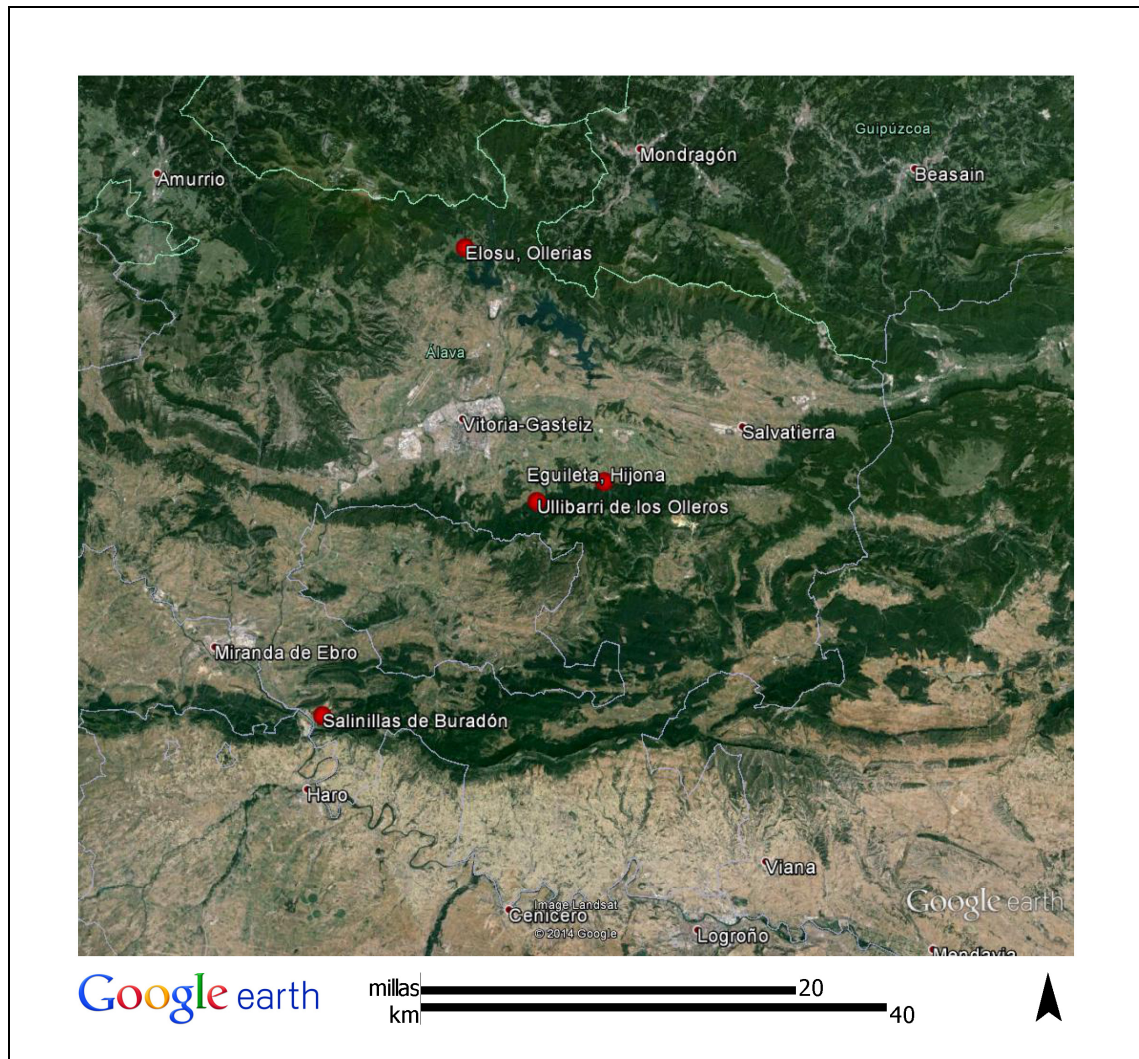 Guipúzcoa
Mondragón
Amurrio
Beasain
Elosu, Ollerias
Álava
Vitoria-Gasteiz
Salvatierra
Eguileta, Hijona
Ullibarri de los Olleros
Miranda de Ebro
Salinillas de Buradón
Haro
Viana
Google earth
Image Landsat
Cenicero
© 2014 Google
Logroño
Mendavia
Google earth
millas 20
km 40